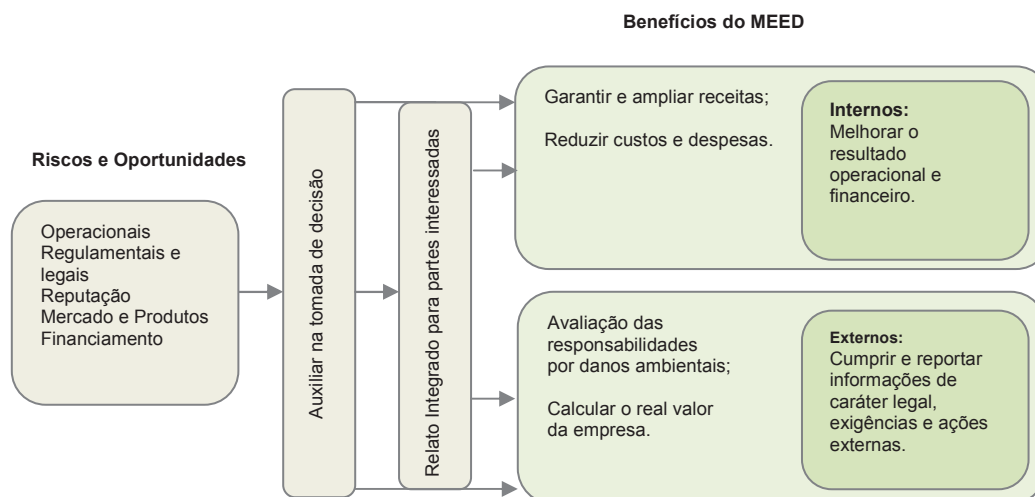 Benefícios do MEED
Riscos e Oportunidades
Operacionais
Regulamentais e
legais
Reputação
Mercado e Produtos
Financiamento
Auxiliar na tomada de decisão
Relato Integrado para partes interessadas
Garantir e ampliar receitas;
Reduzir custos e despesas.
Internos:
Melhorar o
resultado
operacional e
financeiro.
Avaliação das
responsabilidades
por danos ambientais;
Calcular o real valor
da empresa.
Externos:
Cumprir e reportar
informações de
caráter legal,
exigências e ações
externas.